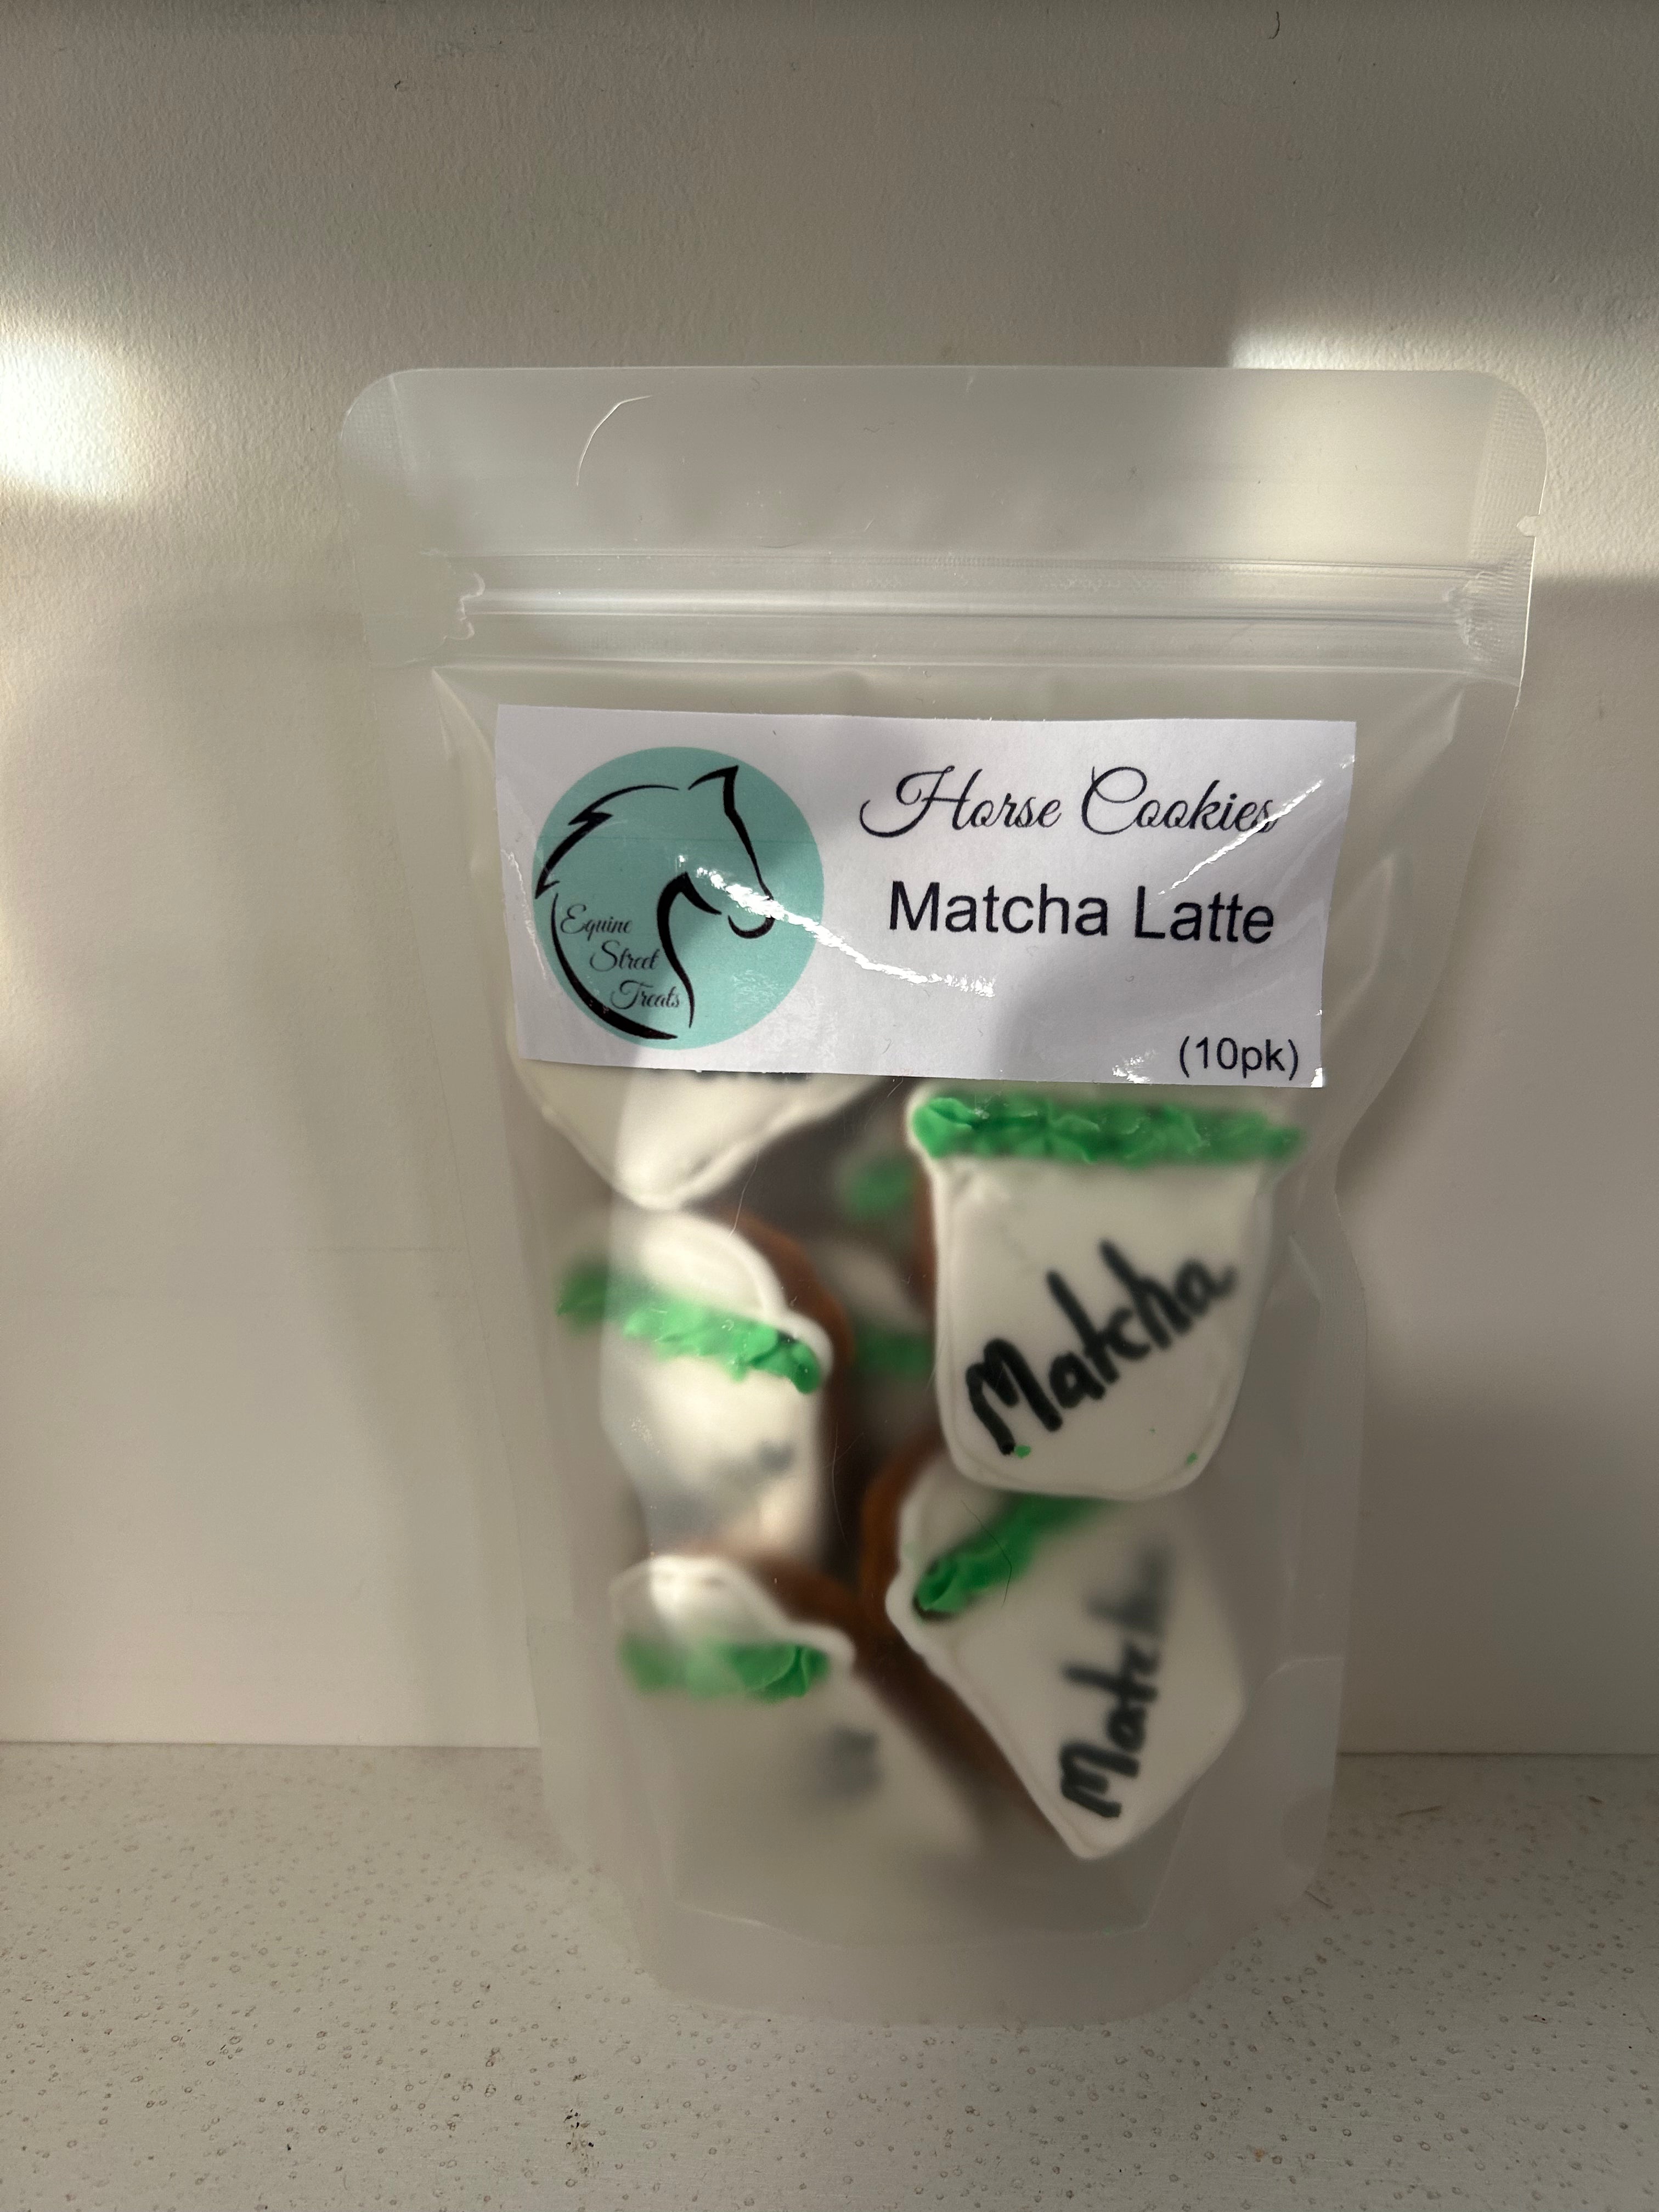 Horse Cookies
Matcha Latte
Equine
Street
Treats
(10pk)
Matcha